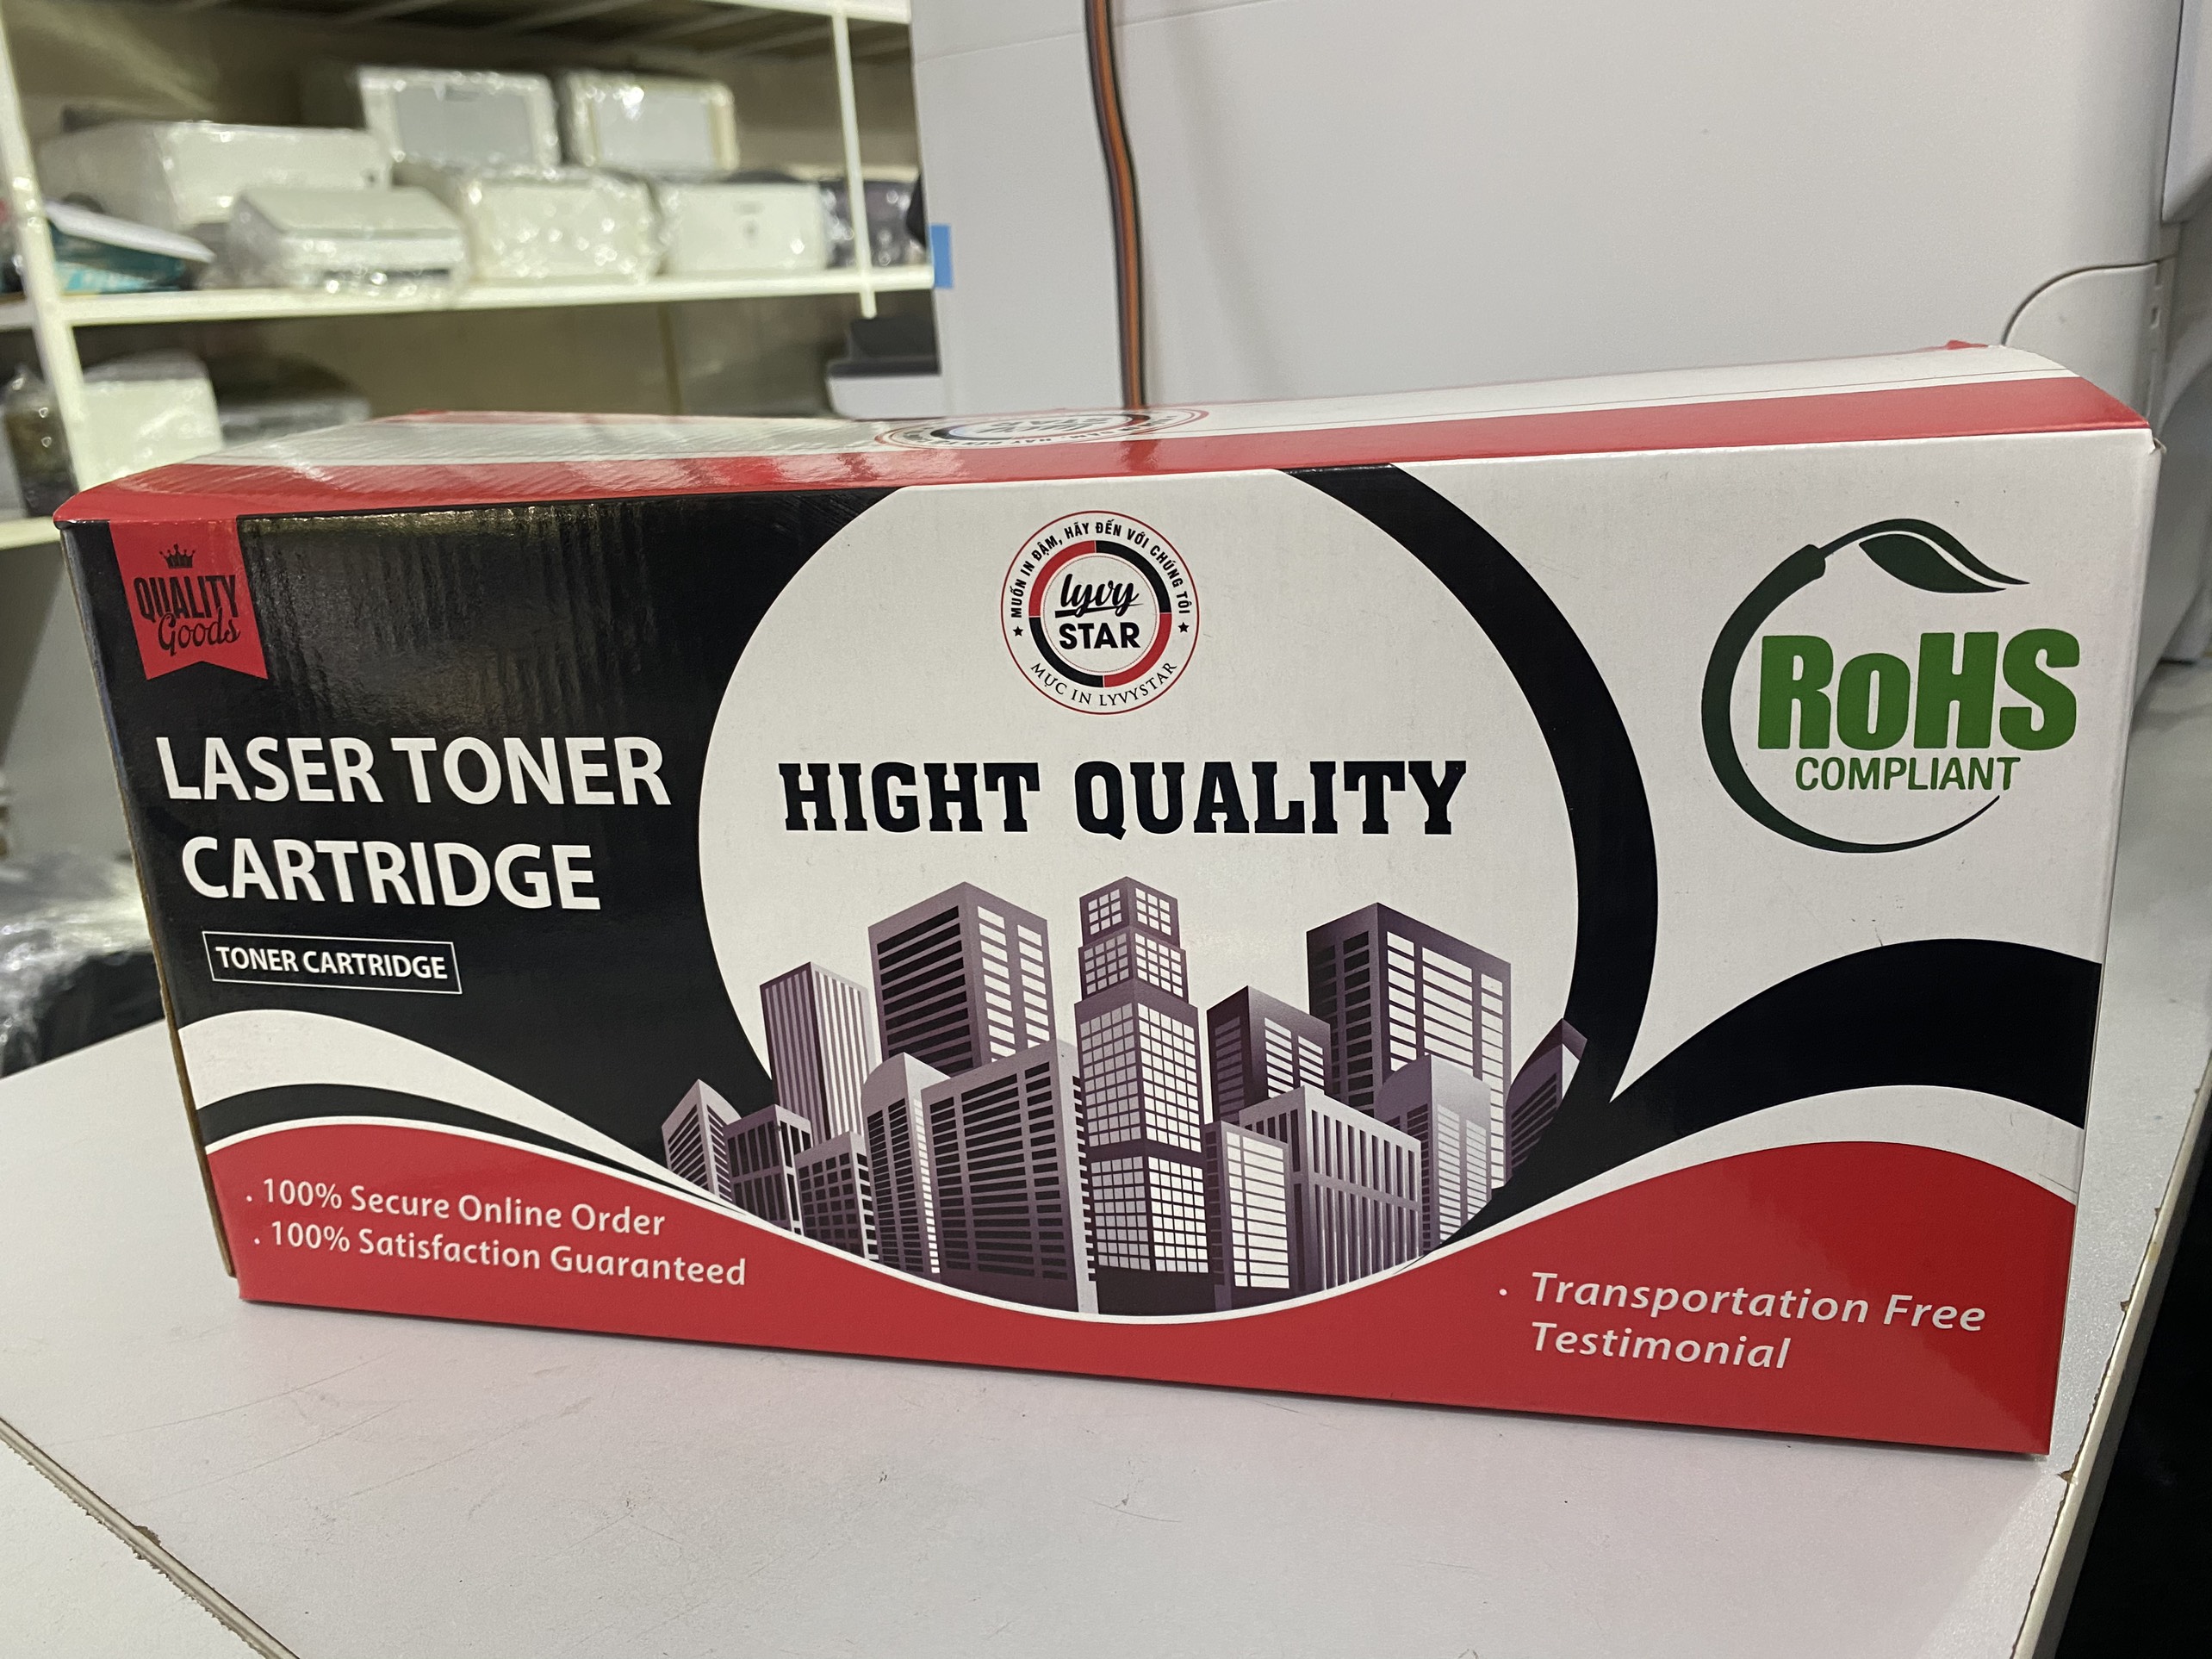 QUALITY
Goods
MUỐN IN ĐẬM, HÃY ĐẾN VỚI CHÚNG TÔI
lyvy
STAR
MỰC IN LYVYSTAR
RoHS
COMPLIANT
LASER TONER
CARTRIDGE
TONER CARTRIDGE
HIGHT QUALITY
. 100% Secure Online Order
. 100% Satisfaction Guaranteed
. Transportation Free
Testimonial